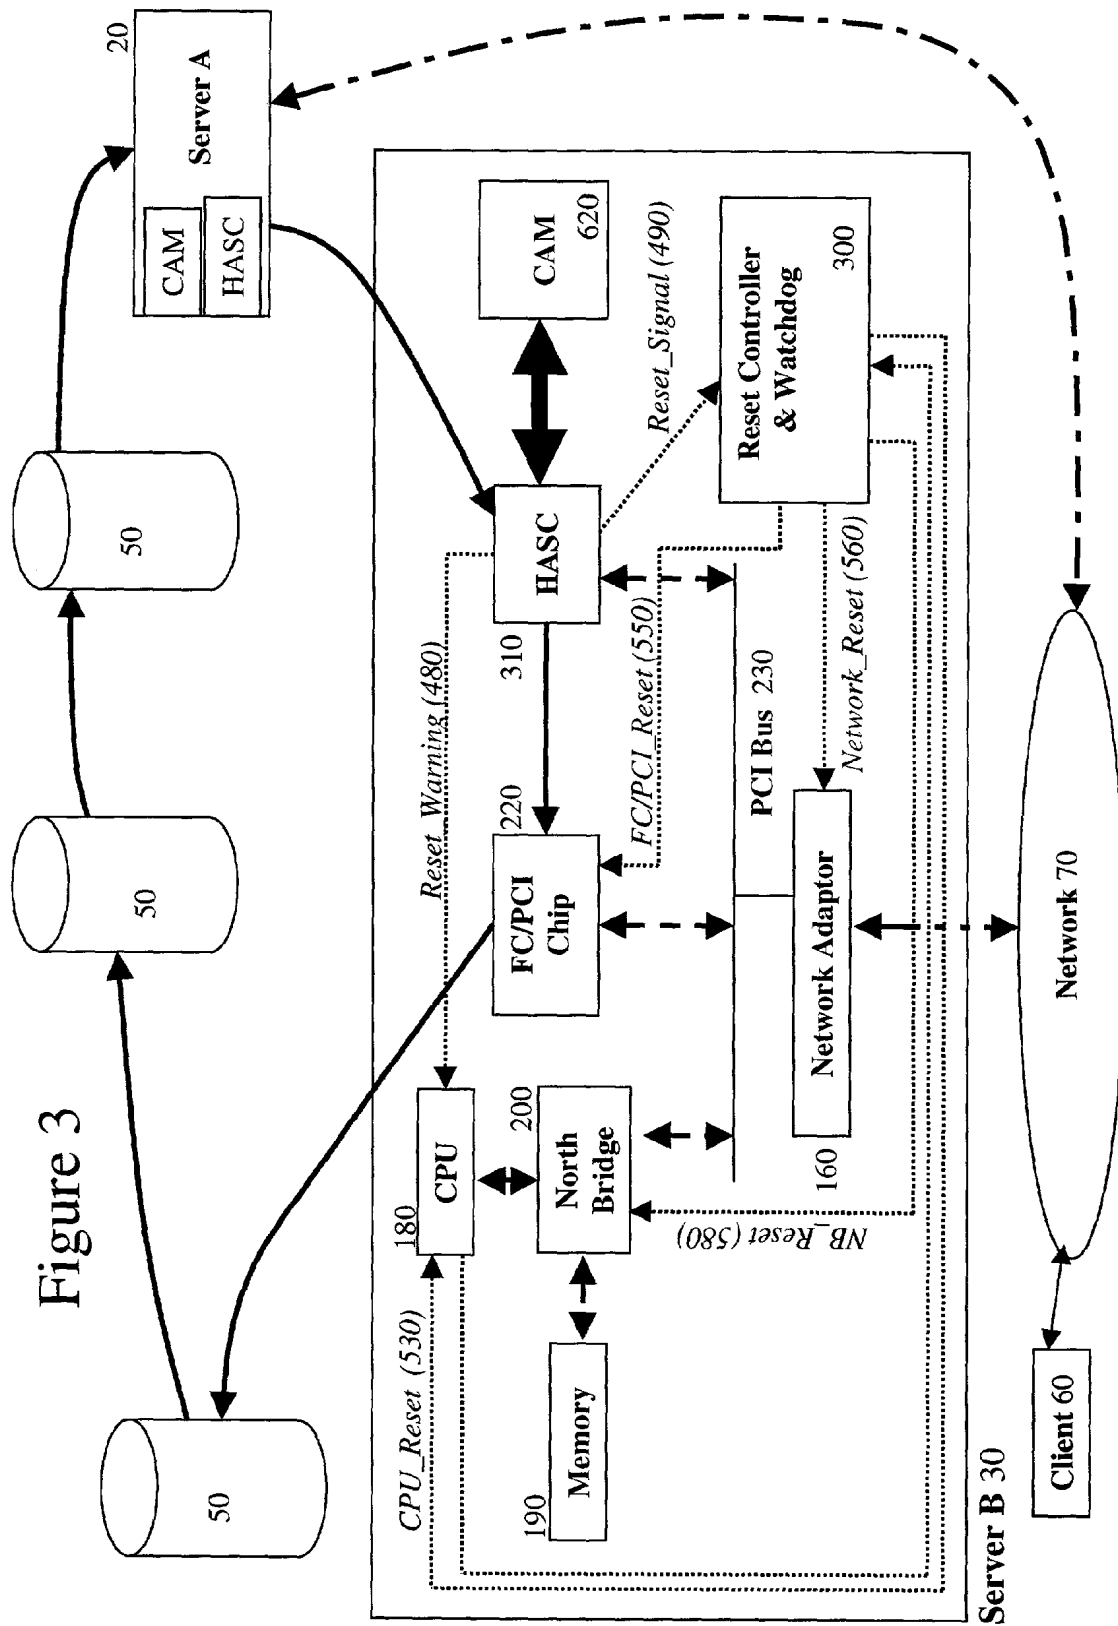 Figure 3
50
50
50
Server A
20
CAM
HASC
CPU_Reset (530)
180
CPU
Reset_Warning (480)
190
Memory
200
North
Bridge
220
FC/PCI
Chip
310
HASC
CAM
620
Reset_Signal (490)
FC/PCI_Reset (550)
NB_Reset (580)
PCI Bus 230
160
Network Adaptor
Network_Reset (560)
Reset Controller
& Watchdog
300
Server B 30
Client 60
Network 70